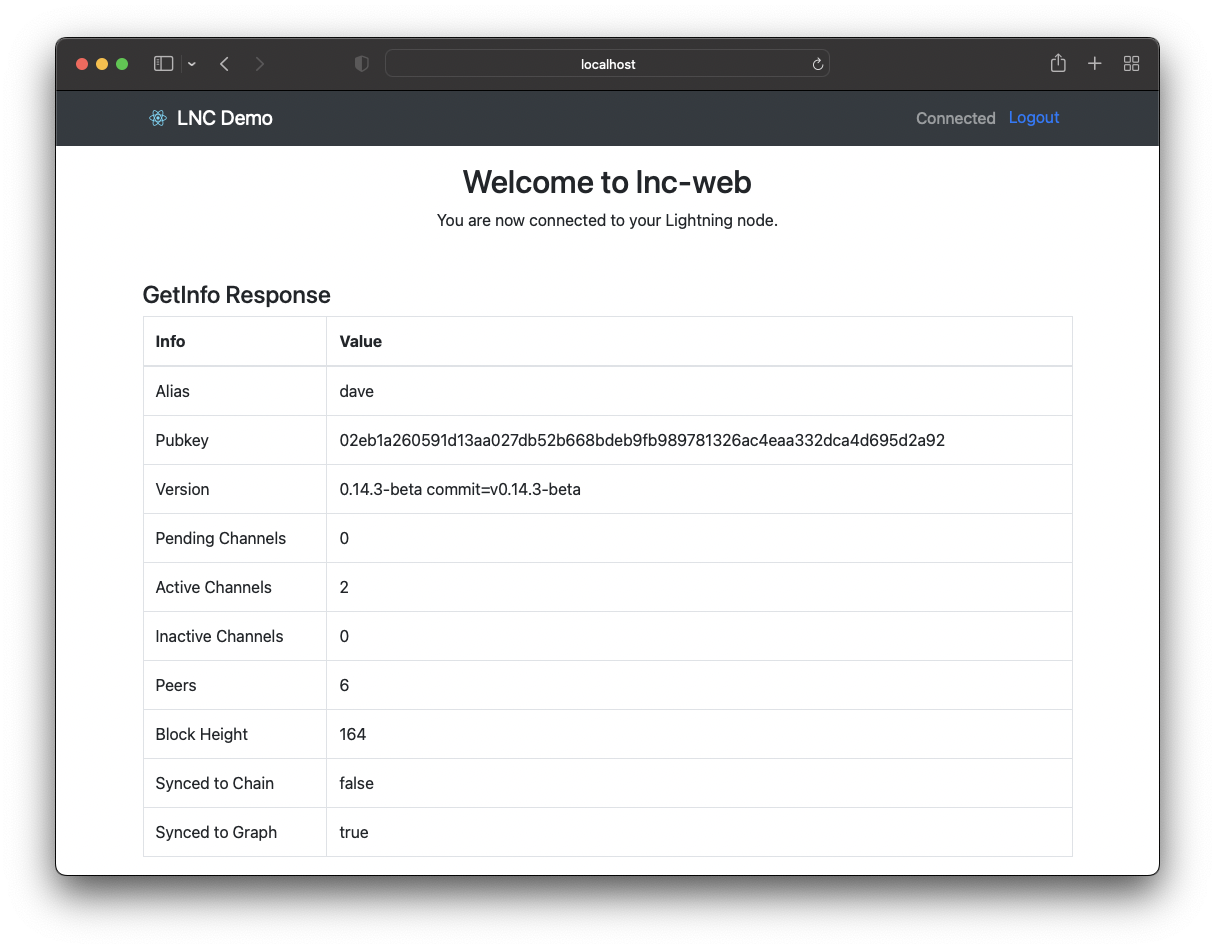 localhost
LNC Demo
Connected Logout
Welcome to lnc-web
You are now connected to your Lightning node.
GetInfo Response
Info Value
Alias dave
Pubkey 02eb1a260591d13aa027db52b668bdeb9fb989781326ac4eaa332dca4d695d2a92
Version 0.14.3-beta commit=v0.14.3-beta
Pending Channels 0
Active Channels 2
Inactive Channels 0
Peers 6
Block Height 164
Synced to Chain false
Synced to Graph true